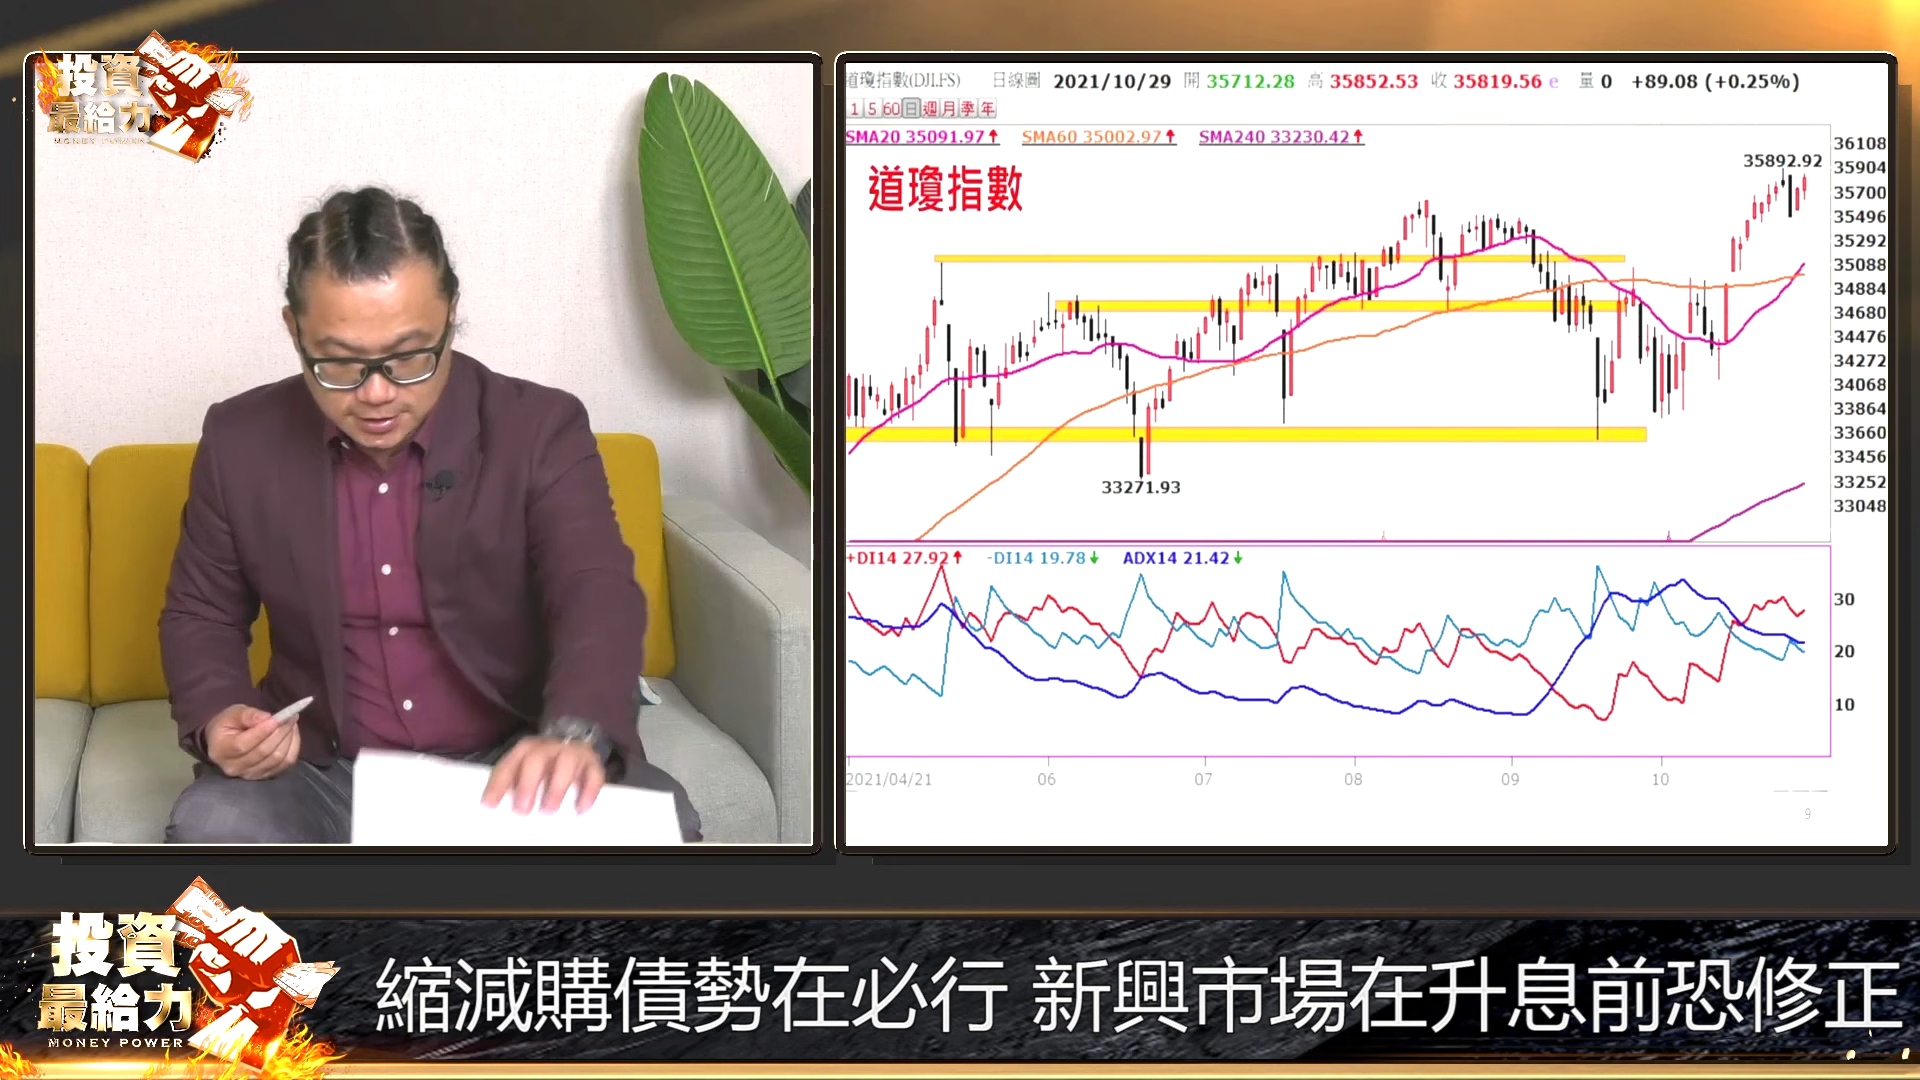 投資
最給力
MONEY POWER
道瓊指數(DJI.FS) 日線圖 2021/10/29 開 35712.28 高 35852.53 收 35819.56 e 量 0 +89.08 (+0.25%)
1 5 60 日 週 月 季 年
SMA20 35091.97↑ SMA60 35002.97↑ SMA240 33230.42↑
道瓊指數
35892.92
33271.93
36108
35904
35700
35496
35292
35088
34884
34680
34476
34272
34068
33864
33660
33456
33252
33048
+DI14 27.92↑ -DI14 19.78↓ ADX14 21.42↓
30
20
10
2021/04/21 06 07 08 09 10
9
投資
最給力
MONEY POWER
縮減購債勢在必行 新興市場在升息前恐修正